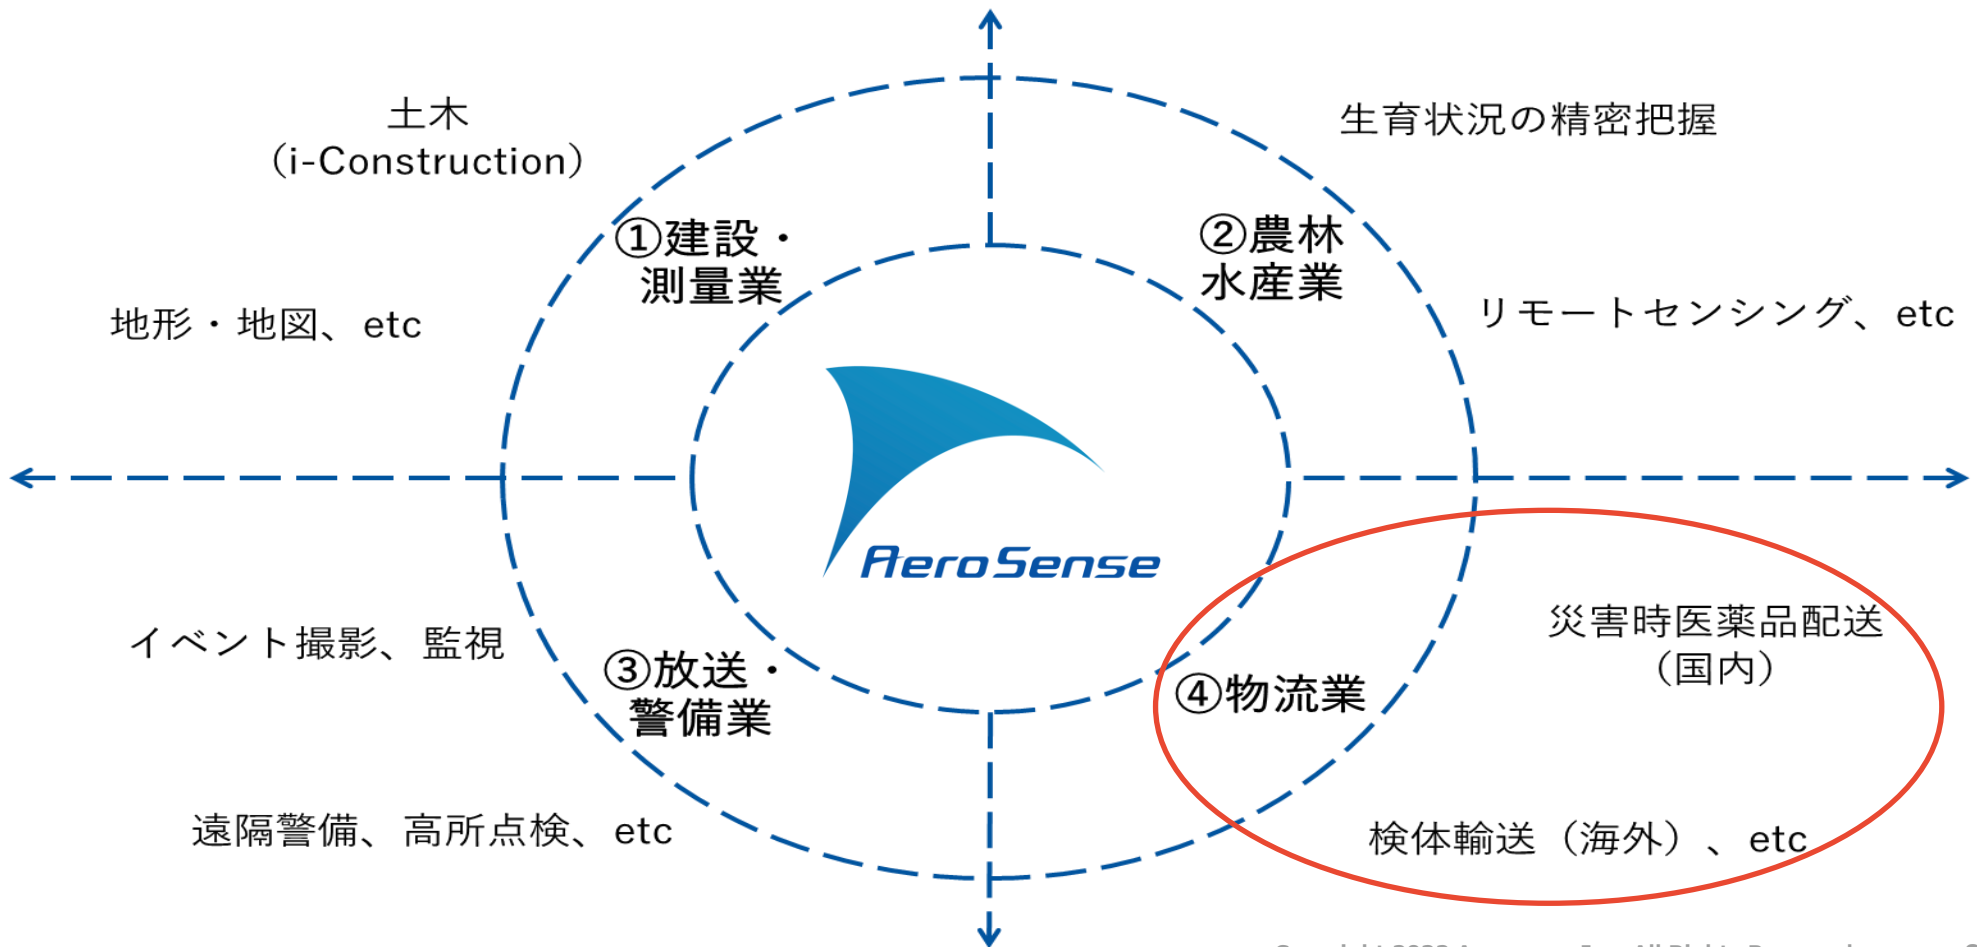 土木
（i-Construction）
生育状況の精密把握
①建設・
測量業
②農林
水産業
地形・地図、etc
リモートセンシング、etc
AeroSense
イベント撮影、監視
③放送・
警備業
災害時医薬品配送
（国内）
④物流業
遠隔警備、高所点検、etc
検体輸送（海外）、etc